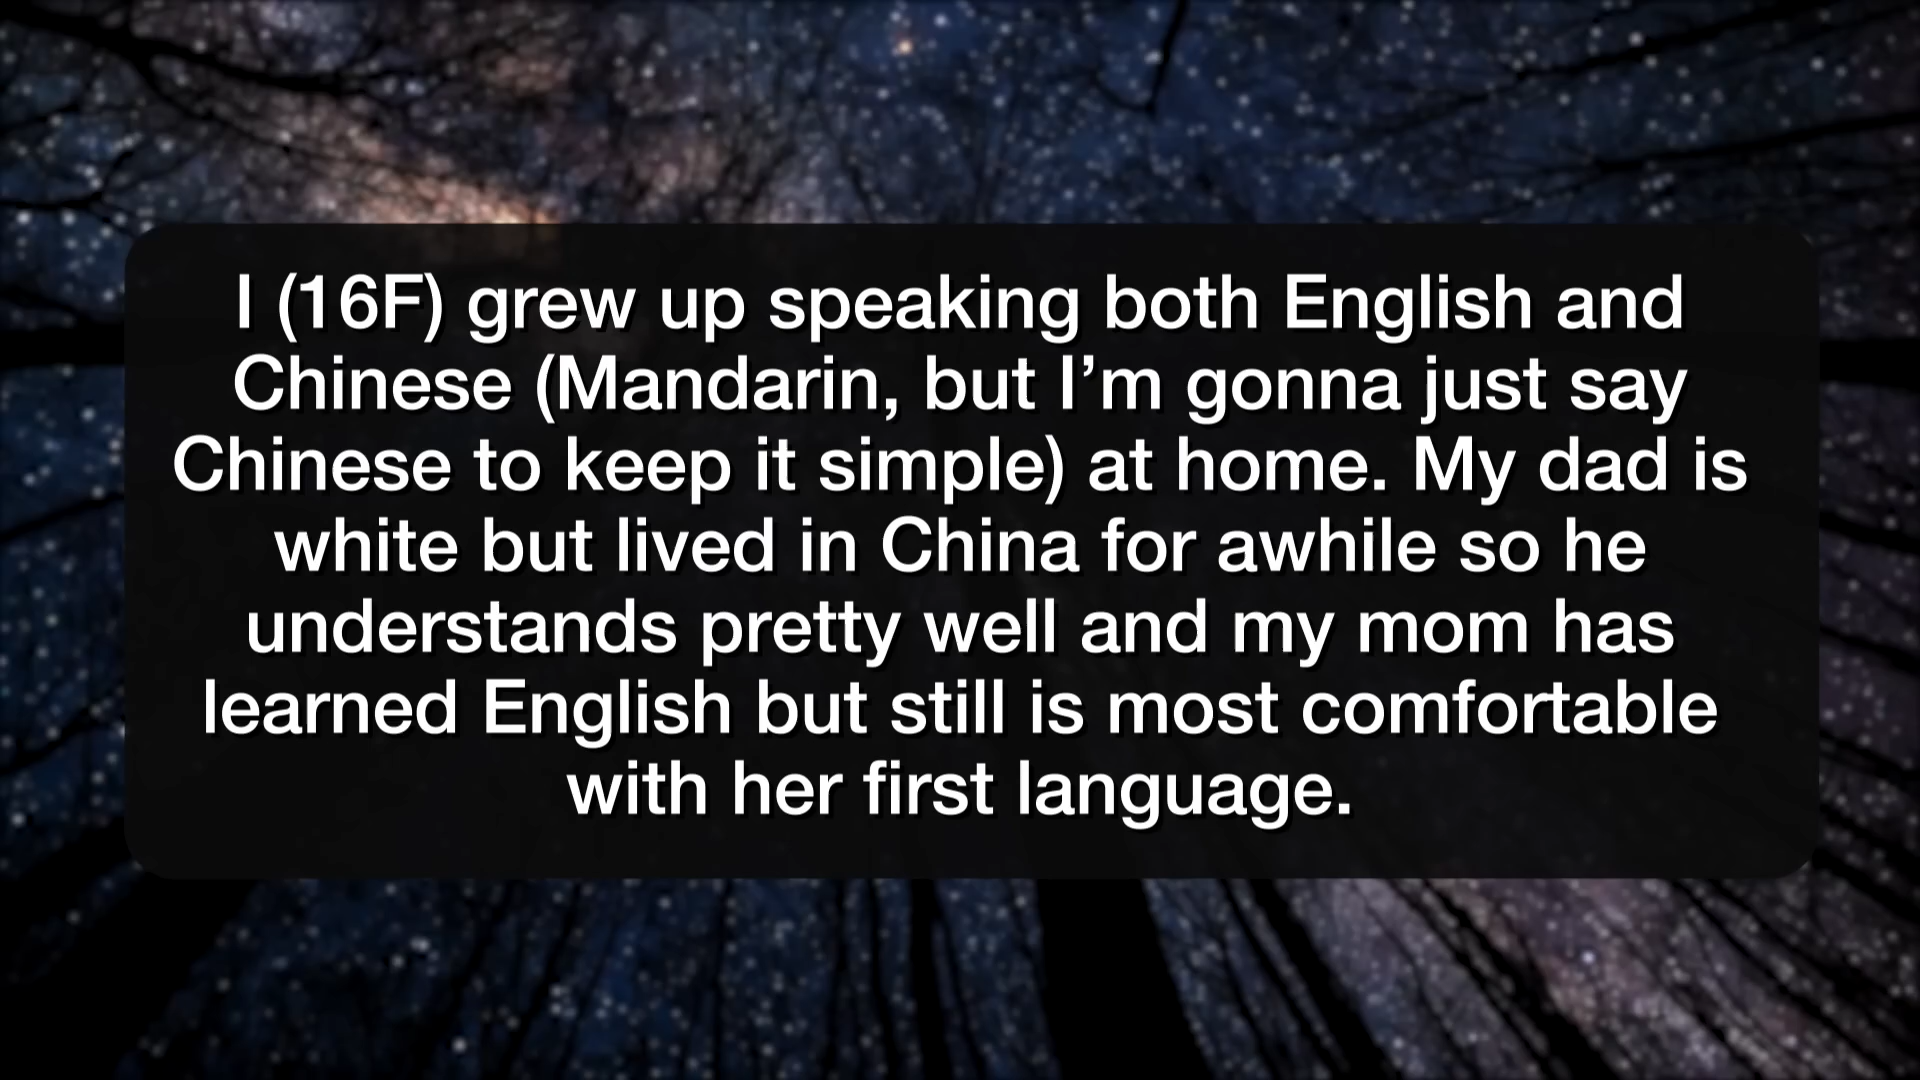 I (16F) grew up speaking both English and
Chinese (Mandarin, but I’m gonna just say
Chinese to keep it simple) at home. My dad is
white but lived in China for awhile so he
understands pretty well and my mom has
learned English but still is most comfortable
with her first language.